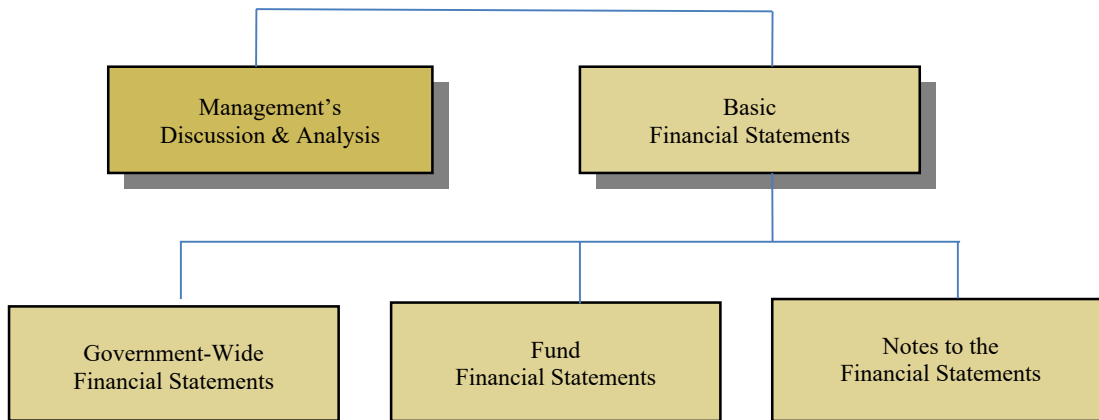 Management’s
Discussion & Analysis
Basic
Financial Statements
Government-Wide
Financial Statements
Fund
Financial Statements
Notes to the
Financial Statements